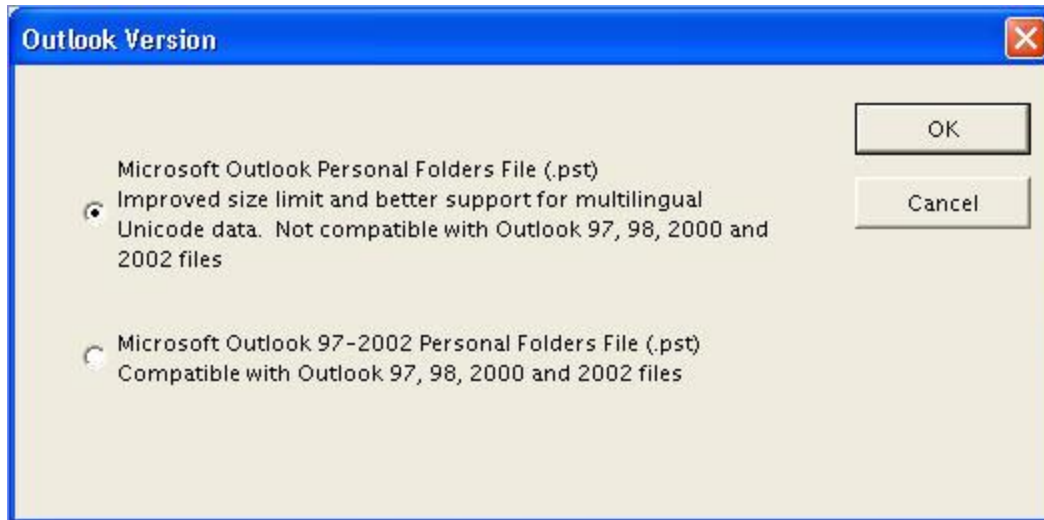 Outlook Version
OK
Microsoft Outlook Personal Folders File (.pst)
Improved size limit and better support for multilingual
Unicode data.  Not compatible with Outlook 97, 98, 2000 and
2002 files
Cancel
Microsoft Outlook 97-2002 Personal Folders File (.pst)
Compatible with Outlook 97, 98, 2000 and 2002 files